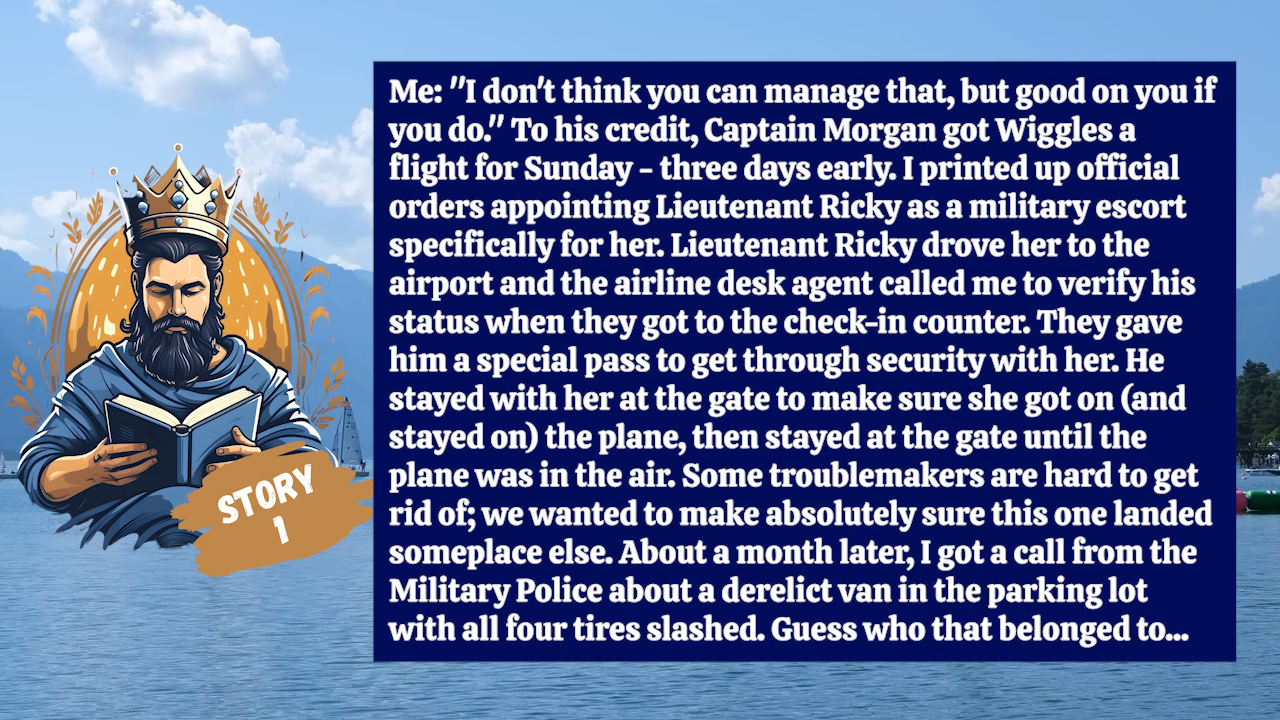 Me: "I don't think you can manage that, but good on you if
you do." To his credit, Captain Morgan got Wiggles a
flight for Sunday - three days early. I printed up official
orders appointing Lieutenant Ricky as a military escort
specifically for her. Lieutenant Ricky drove her to the
airport and the airline desk agent called me to verify his
status when they got to the check-in counter. They gave
him a special pass to get through security with her. He
stayed with her at the gate to make sure she got on (and
stayed on) the plane, then stayed at the gate until the
plane was in the air. Some troublemakers are hard to get
rid of; we wanted to make absolutely sure this one landed
someplace else. About a month later, I got a call from the
Military Police about a derelict van in the parking lot
with all four tires slashed. Guess who that belonged to...
STORY
1